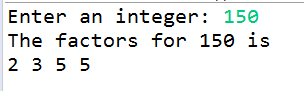 Enter an integer: 150
The factors for 150 is
2 3 5 5